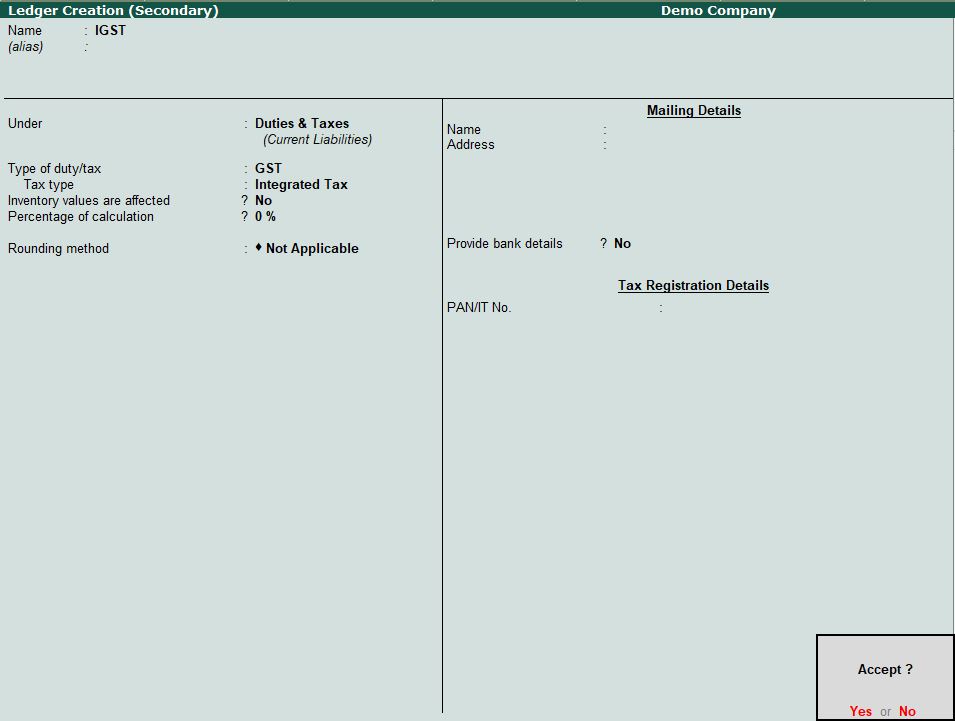 Ledger Creation (Secondary) Demo Company
Name : IGST
(alias) :
Under : Duties & Taxes
(Current Liabilities)
Type of duty/tax : GST
Tax type : Integrated Tax
Inventory values are affected ? No
Percentage of calculation ? 0 %
Rounding method : ♦ Not Applicable
Mailing Details
Name :
Address :
Provide bank details ? No
Tax Registration Details
PAN/IT No. :
Accept ?
Yes or No